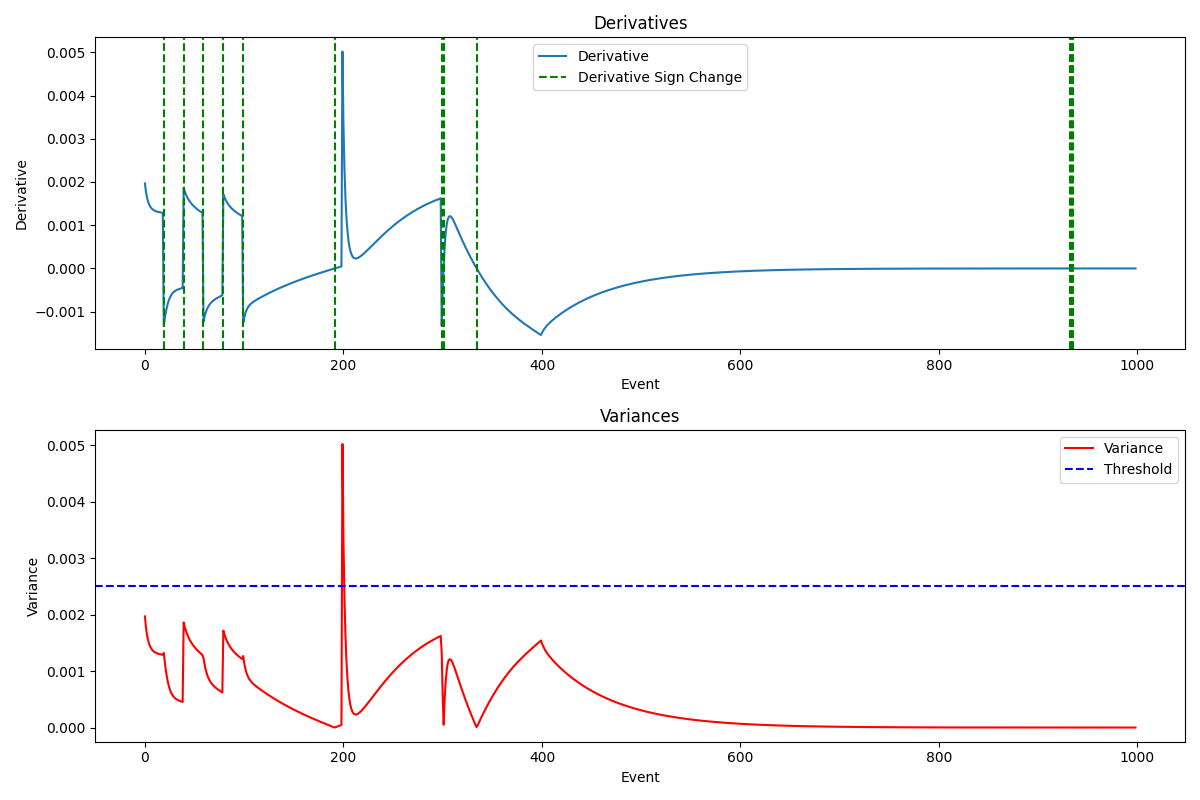 Derivatives
Derivative
Derivative Sign Change
0.005
0.004
0.003
0.002
0.001
0.000
−0.001
Derivative
0 200 400 600 800 1000
Event
Variances
Variance
Threshold
0.005
0.004
0.003
0.002
0.001
0.000
Variance
0 200 400 600 800 1000
Event